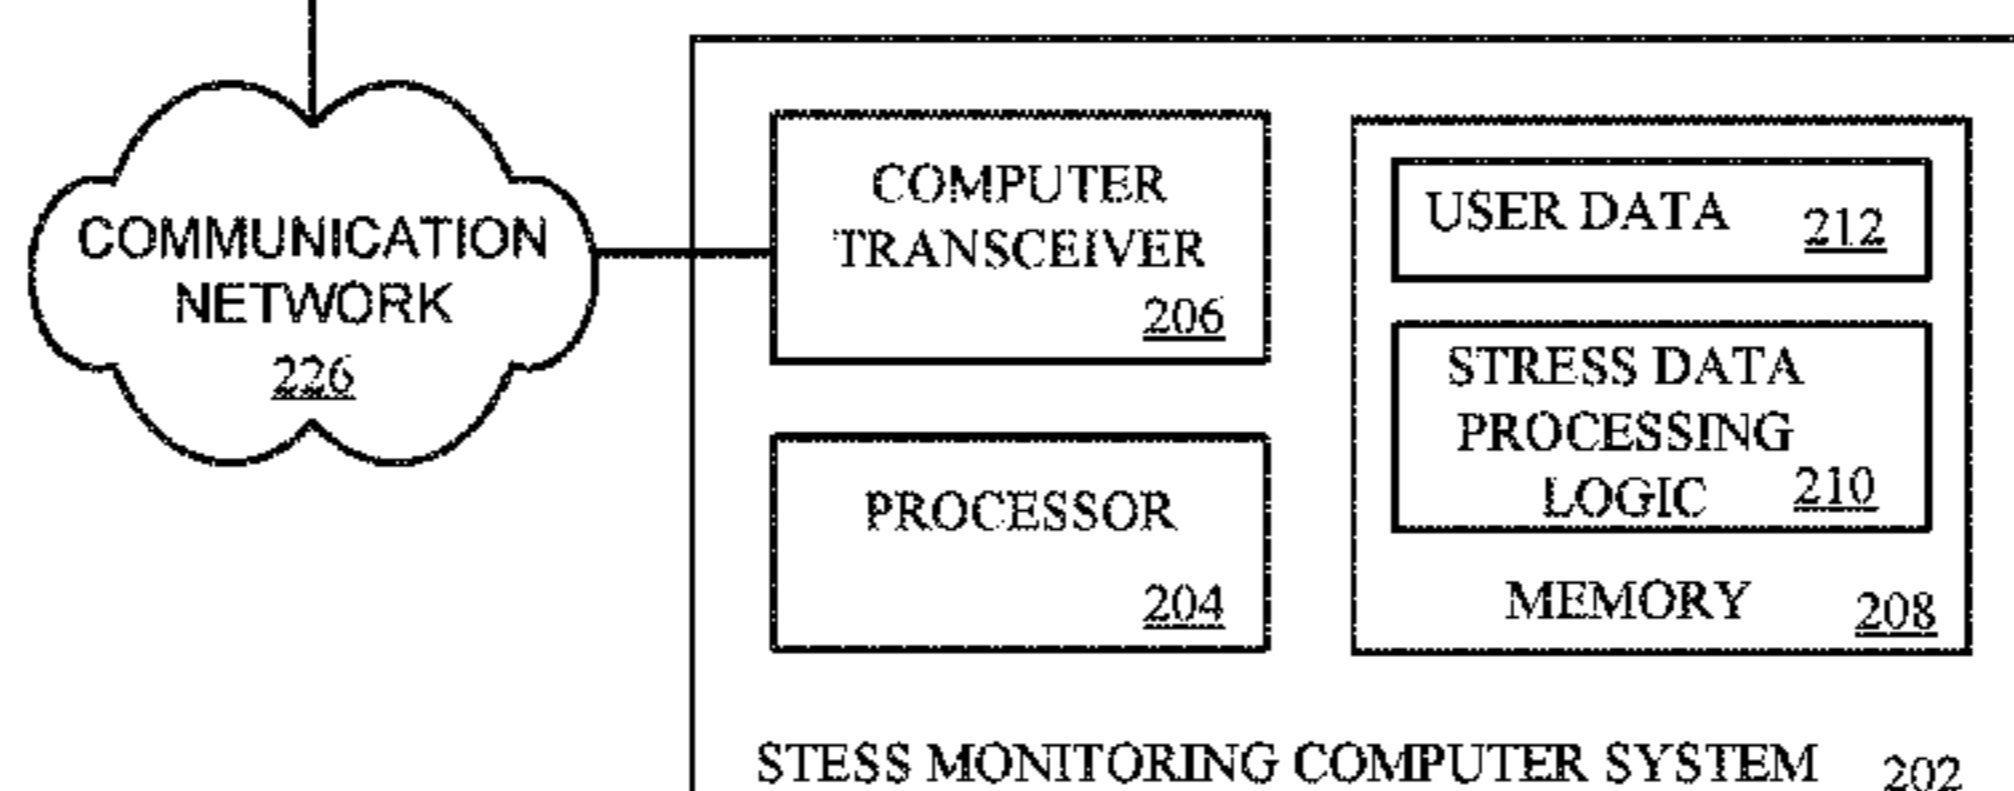 COMMUNICATION
NETWORK
226
COMPUTER
TRANSCEIVER
206
PROCESSOR
204
USER DATA 212
STRESS DATA
PROCESSING
LOGIC 210
MEMORY 208
STESS MONITORING COMPUTER SYSTEM 202